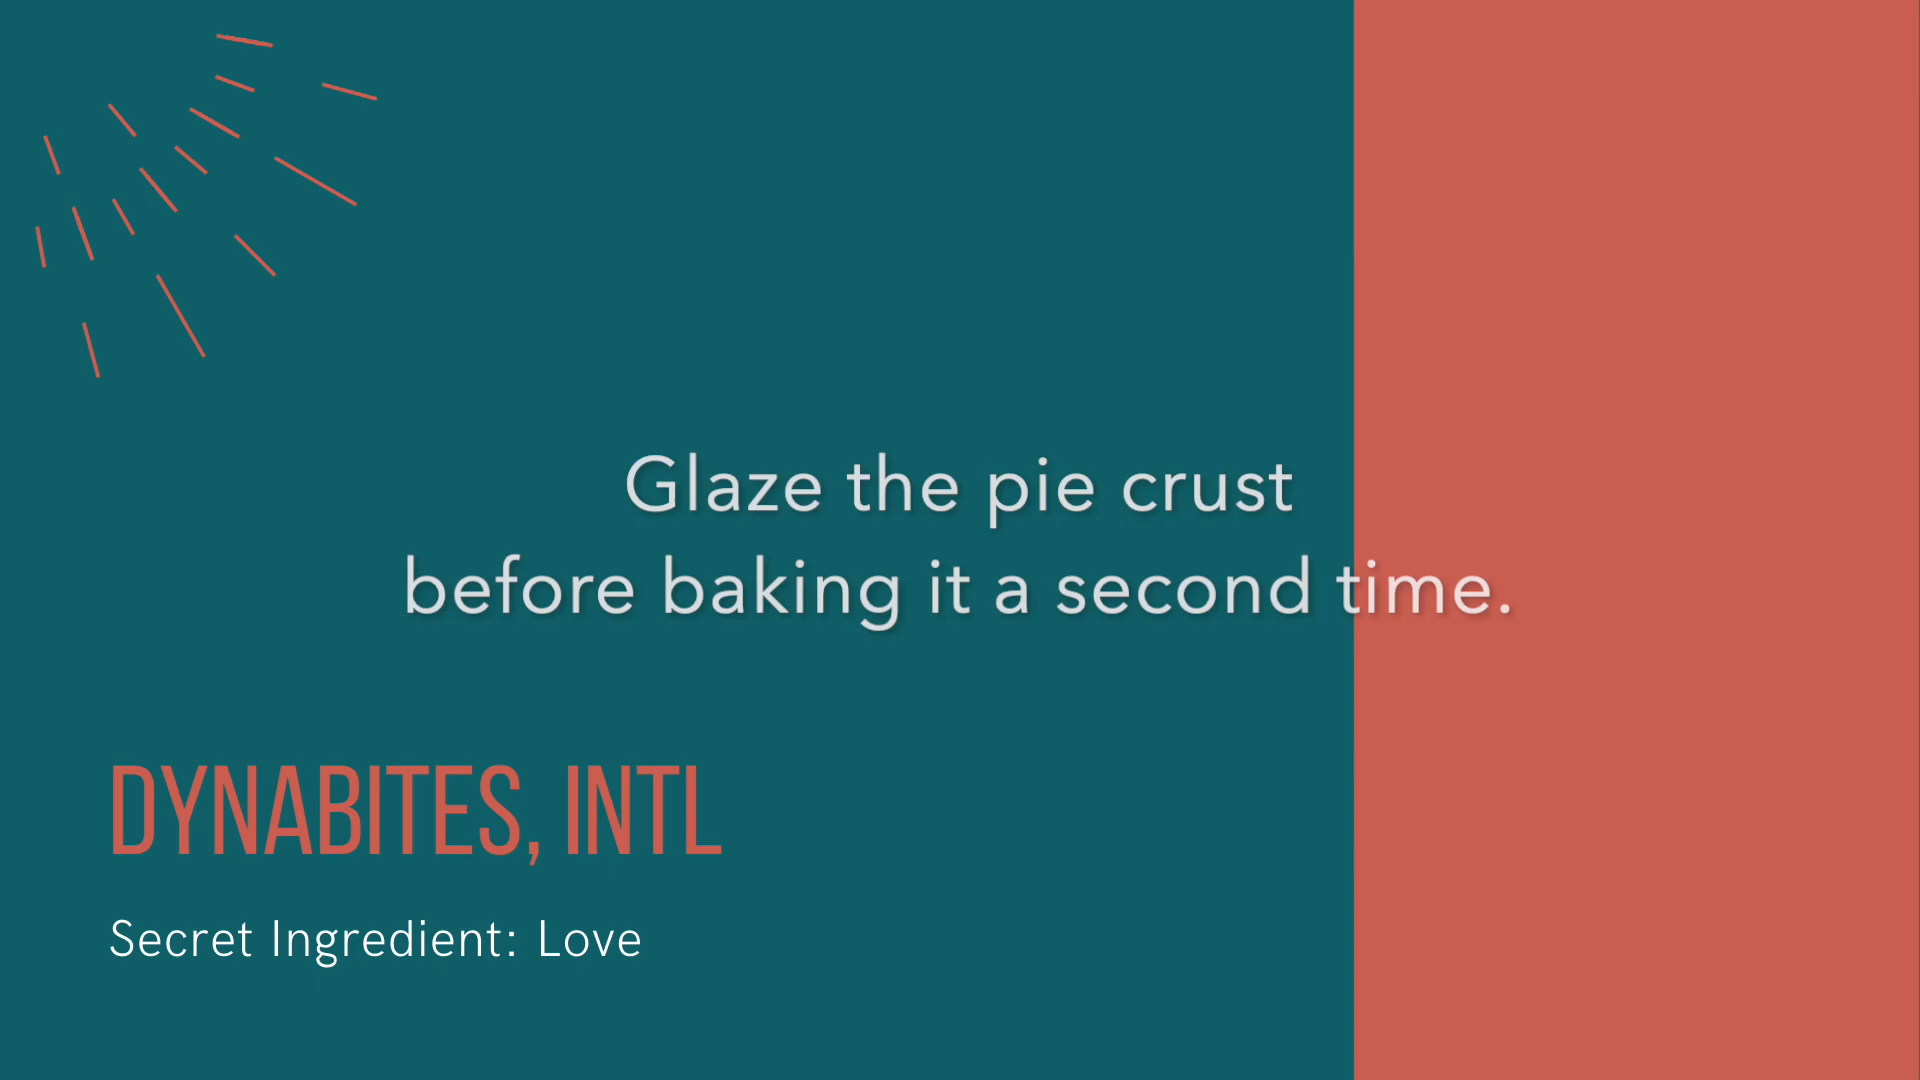 Glaze the pie crust
before baking it a second time.
DYNABITES, INTL
Secret Ingredient: Love